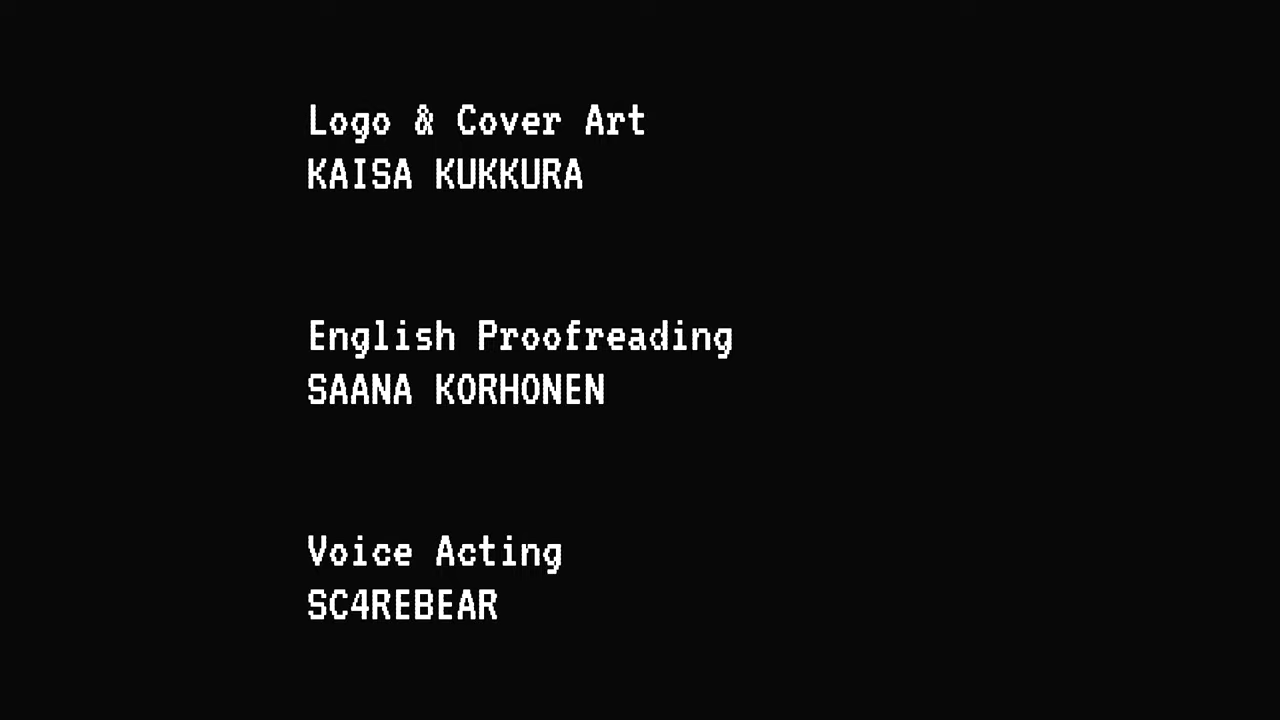 Logo & Cover Art
KAISA KUKKURA
English Proofreading
SAANA KORHONEN
Voice Acting
SC4REBEAR